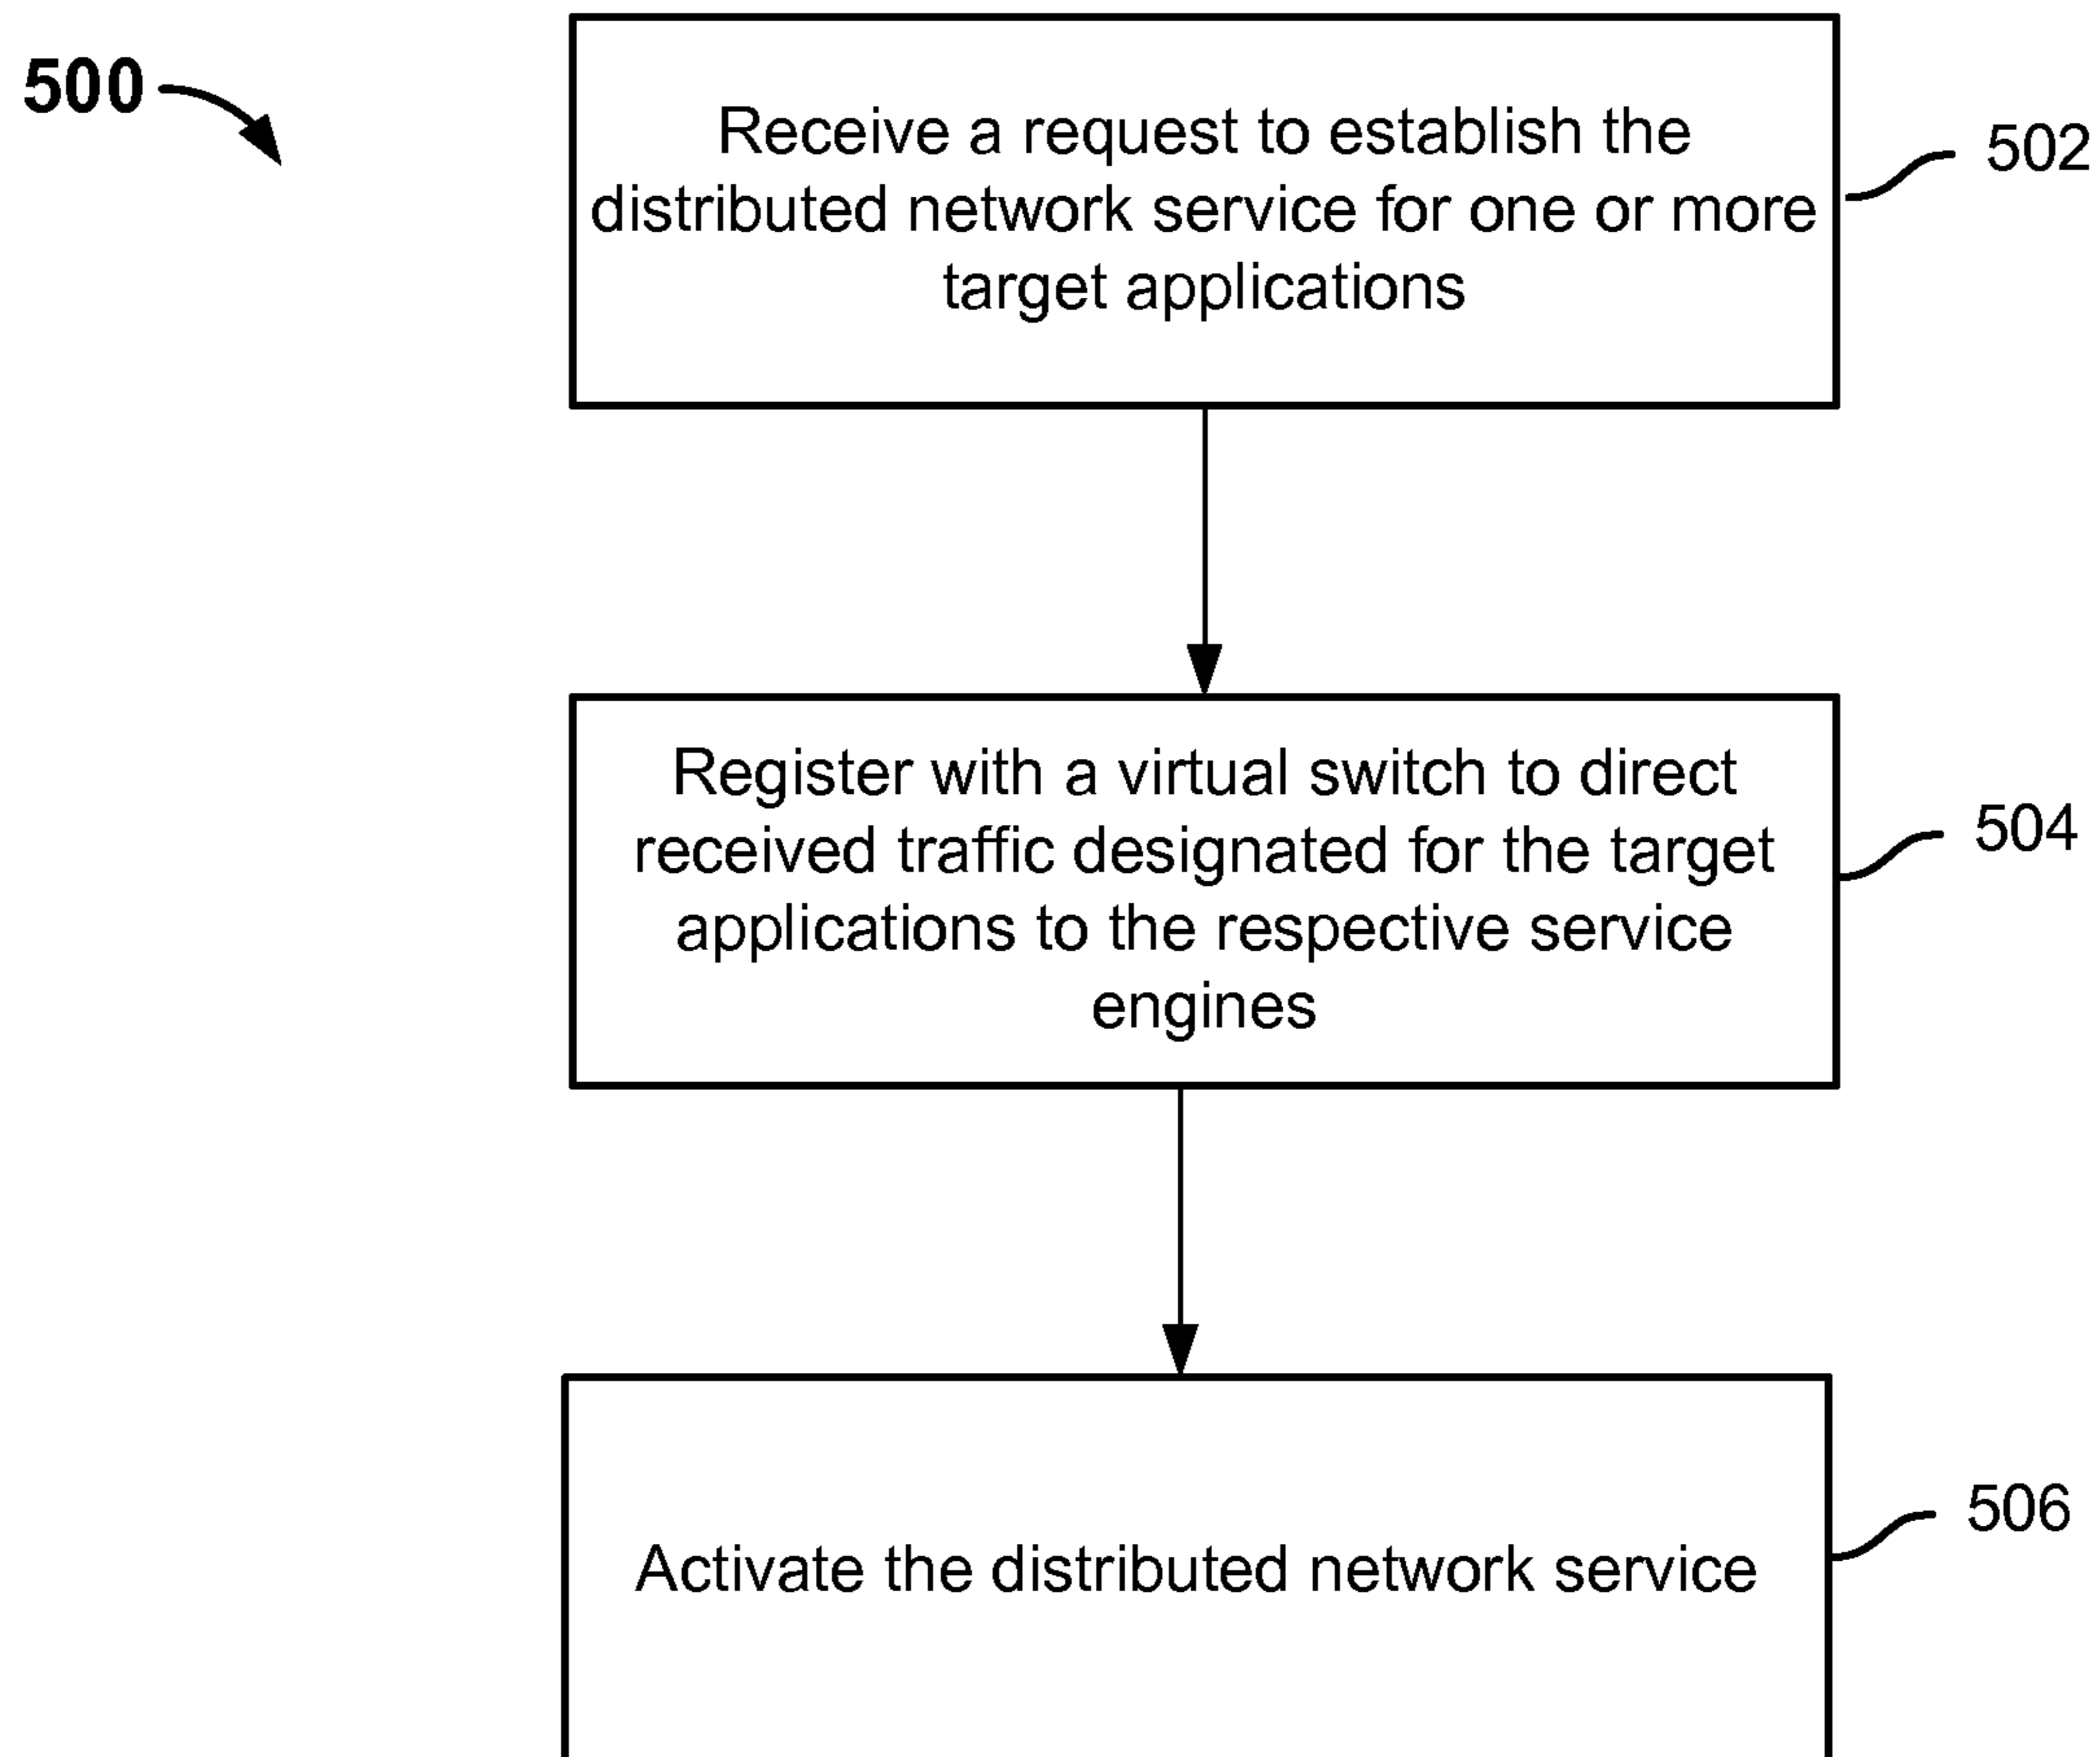 500
Receive a request to establish the
distributed network service for one or more
target applications
502
Register with a virtual switch to direct
received traffic designated for the target
applications to the respective service
engines
504
Activate the distributed network service
506